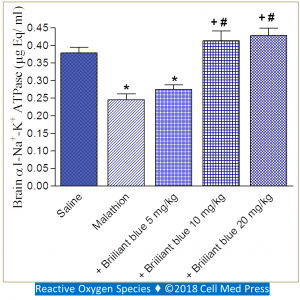 Brain α1-Na⁺-K⁺ ATPase (µg Eq/ ml)
0.45
0.40
0.35
0.30
0.25
0.20
0.15
0.10
0.05
0.00
*
*
+ #
+ #
Saline
Malathion
+ Brilliant blue 5 mg/kg
+ Briiliant blue 10 mg/kg
× Briiliant blue 20 mg/kg
Reactive Oxygen Species ♦ ©2018 Cell Med Press